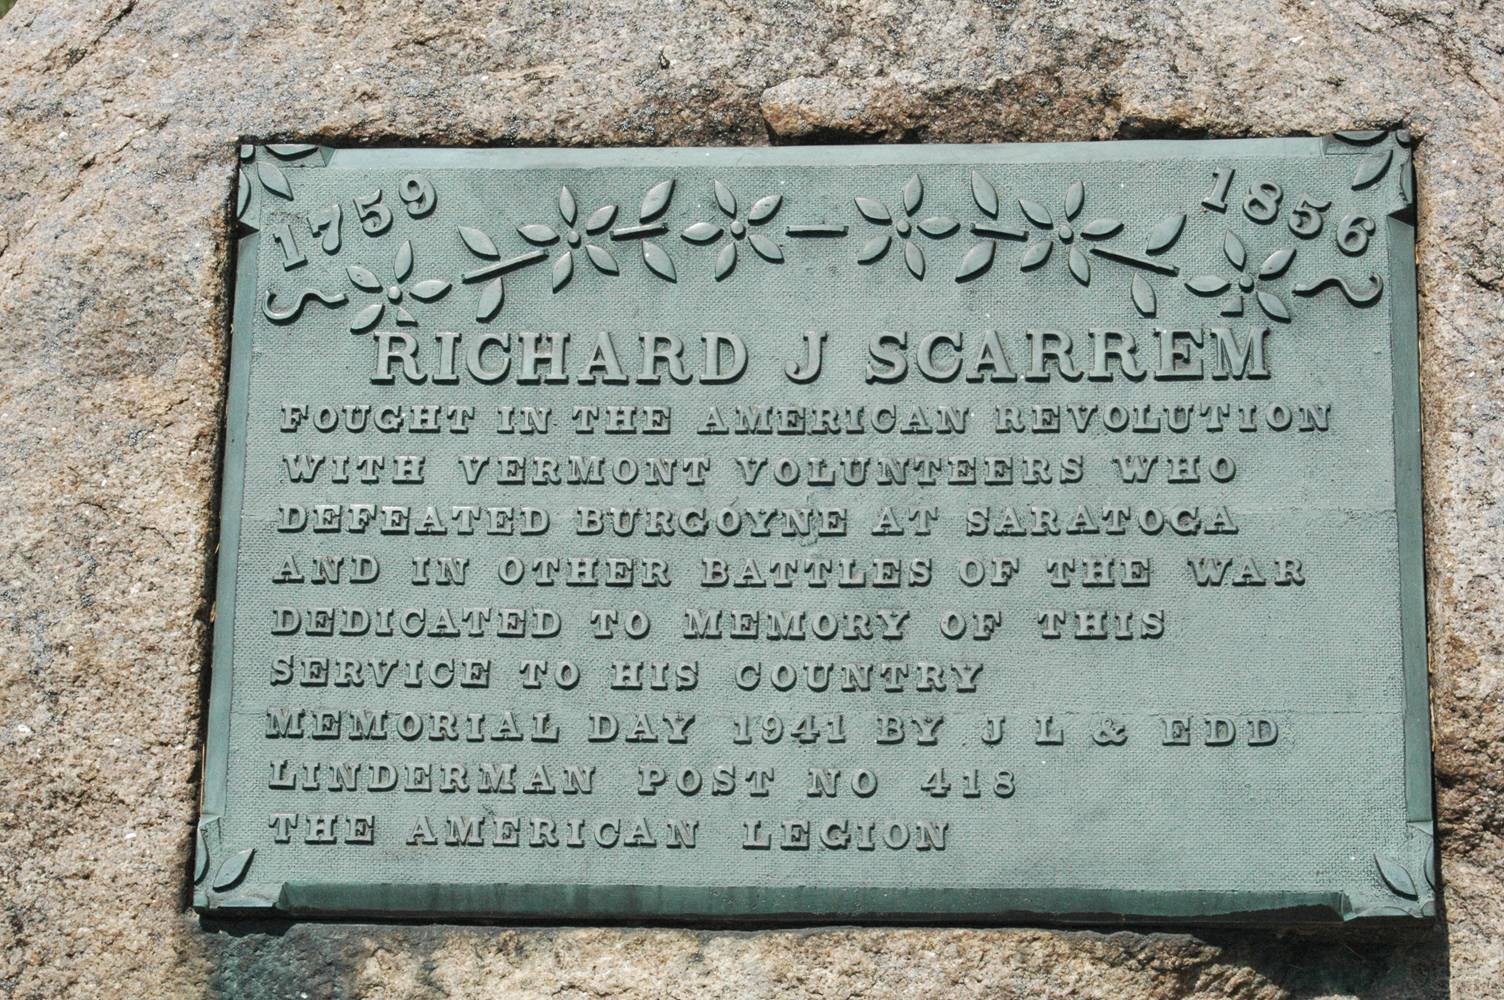 1759 1856
RICHARD J SCARREM
FOUGHT IN THE AMERICAN REVOLUTION
WITH VERMONT VOLUNTEERS WHO
DEFEATED BURGOYNE AT SARATOGA
AND IN OTHER BATTLES OF THE WAR
DEDICATED TO MEMORY OF THIS
SERVICE TO HIS COUNTRY
MEMORIAL DAY 1941 BY J L & EDD
LINDERMAN POST NO 418
THE AMERICAN LEGION